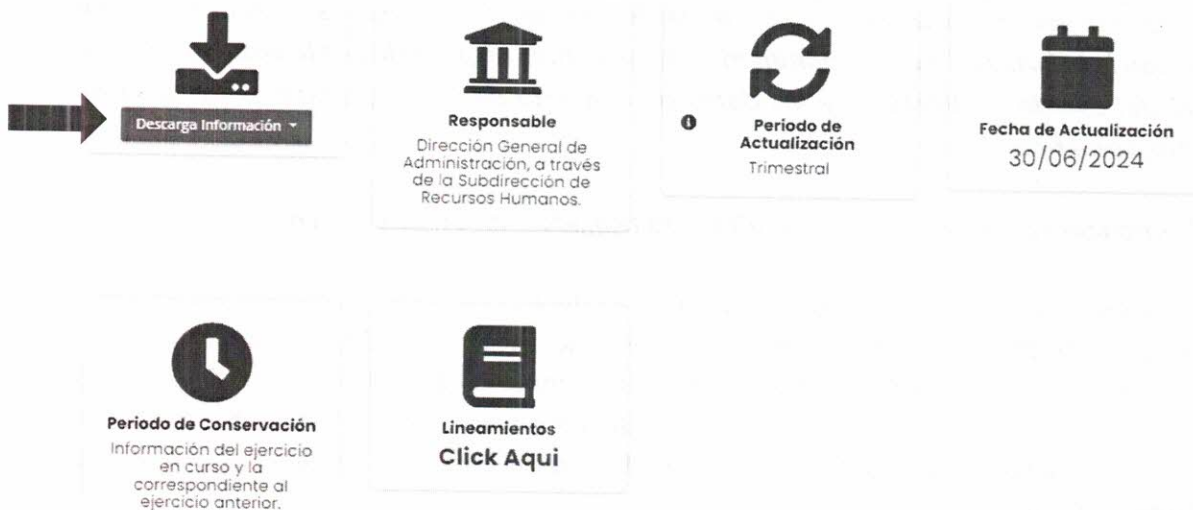 Descarga Información
Responsable
Dirección General de
Administración, a través
de la Subdirección de
Recursos Humanos.
Periodo de
Actualización
Trimestral
Fecha de Actualización
30/06/2024
Periodo de Conservación
Información del ejercicio
en curso y la
correspondiente al
ejercicio anterior.
Lineamientos
Click Aqui